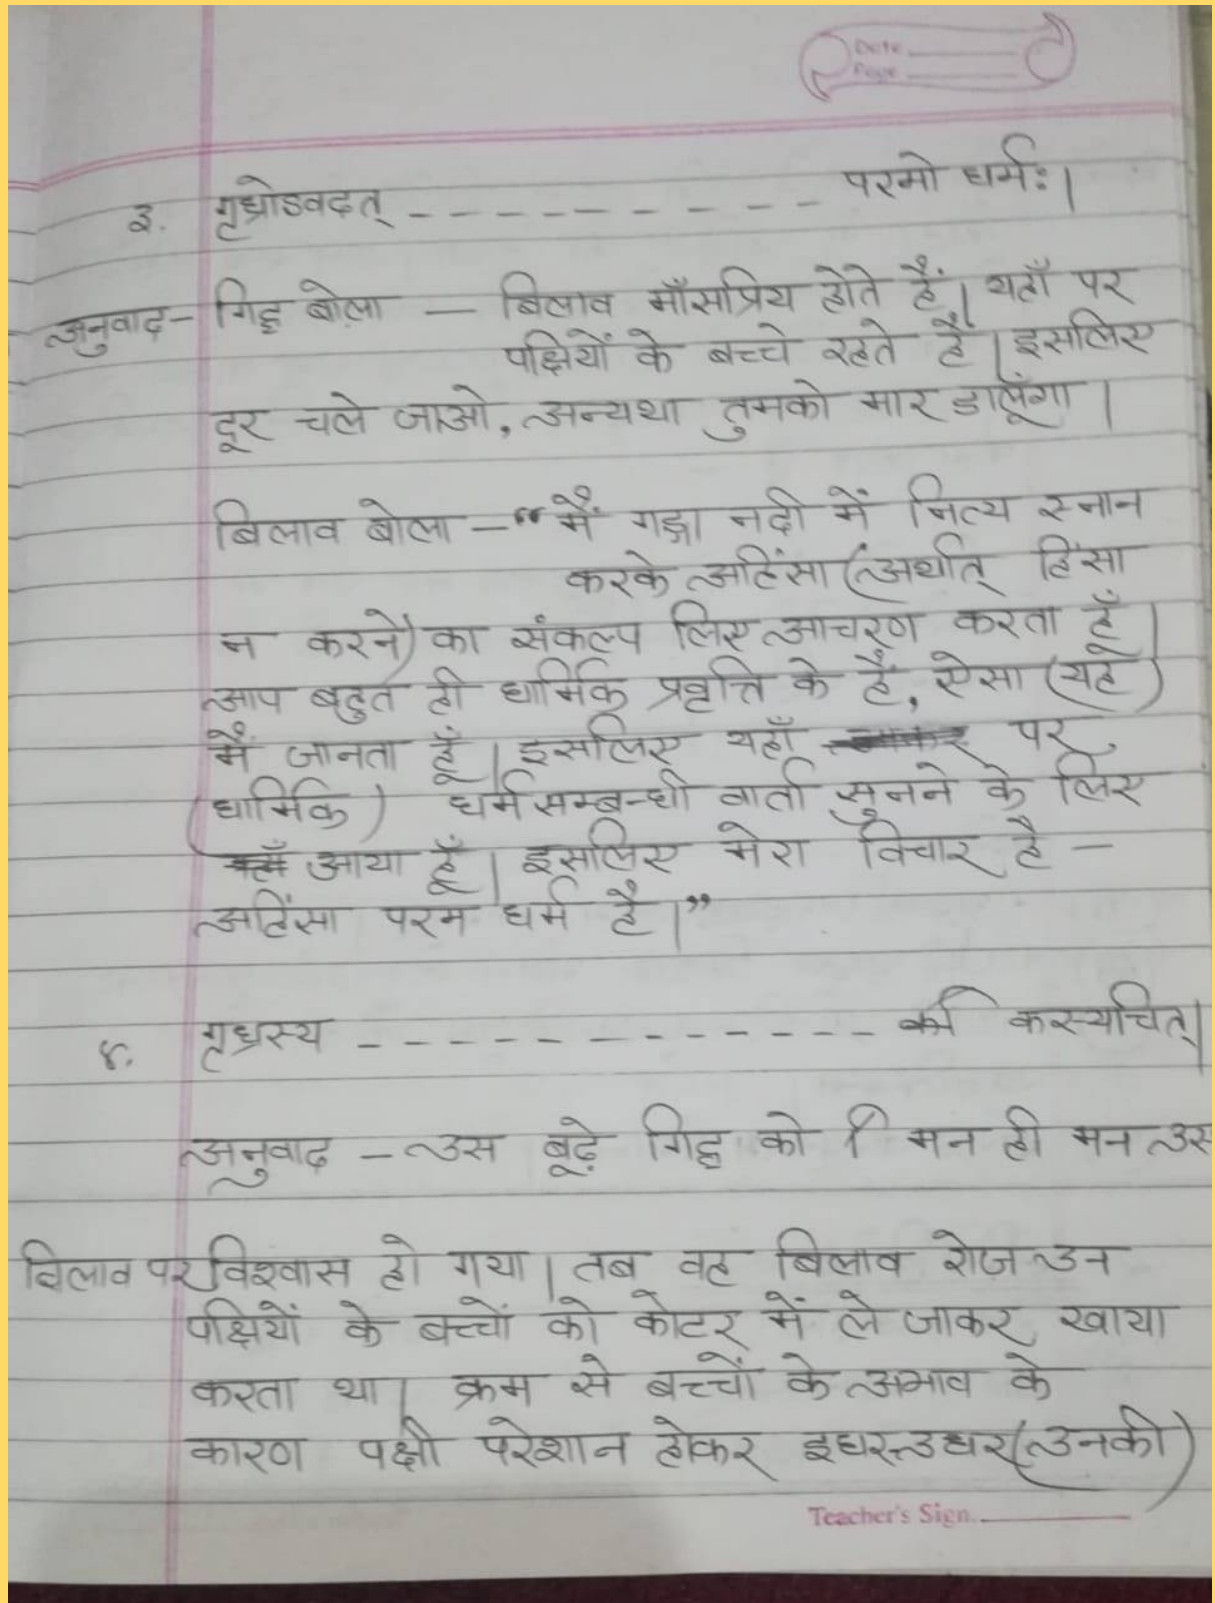 Date
Page
३. गृध्रोऽवदत् - - - - - - - - - - परमो धर्मः।
अनुवाद- गिद्ध बोला — बिलाव माँसप्रिय होते हैं। यहाँ पर
पक्षियों के बच्चे रहते हैं। इसलिए
दूर चले जाओ, अन्यथा तुमको मार डालूंगा।
बिलाव बोला -“ मैं गङ्गा नदी में नित्य स्नान
करके अहिंसा (अर्थात् हिंसा
न करने) का संकल्प लिए आचरण करता हूँ।
आप बहुत ही धार्मिक प्रवृत्ति के हैं, ऐसा (यह)
मैं जानता हूँ। इसलिए यहाँ पर
(धार्मिक) धर्म सम्बन्धी वार्ता सुनने के लिए
आया हूँ। इसलिए मेरा विचार है -
अहिंसा परम धर्म है।”
४. गृध्रस्य - - - - - - - - - - - - - कस्यचित्।
अनुवाद - उस बूढ़े गिद्ध को मन ही मन उस
बिलाव पर विश्वास हो गया। तब वह बिलाव रोज उन
पक्षियों के बच्चों को कोटर में ले जाकर खाया
करता था। क्रम से बच्चों के अभाव के
कारण पक्षी परेशान होकर इधर-उधर (उनकी)
Teacher's Sign.